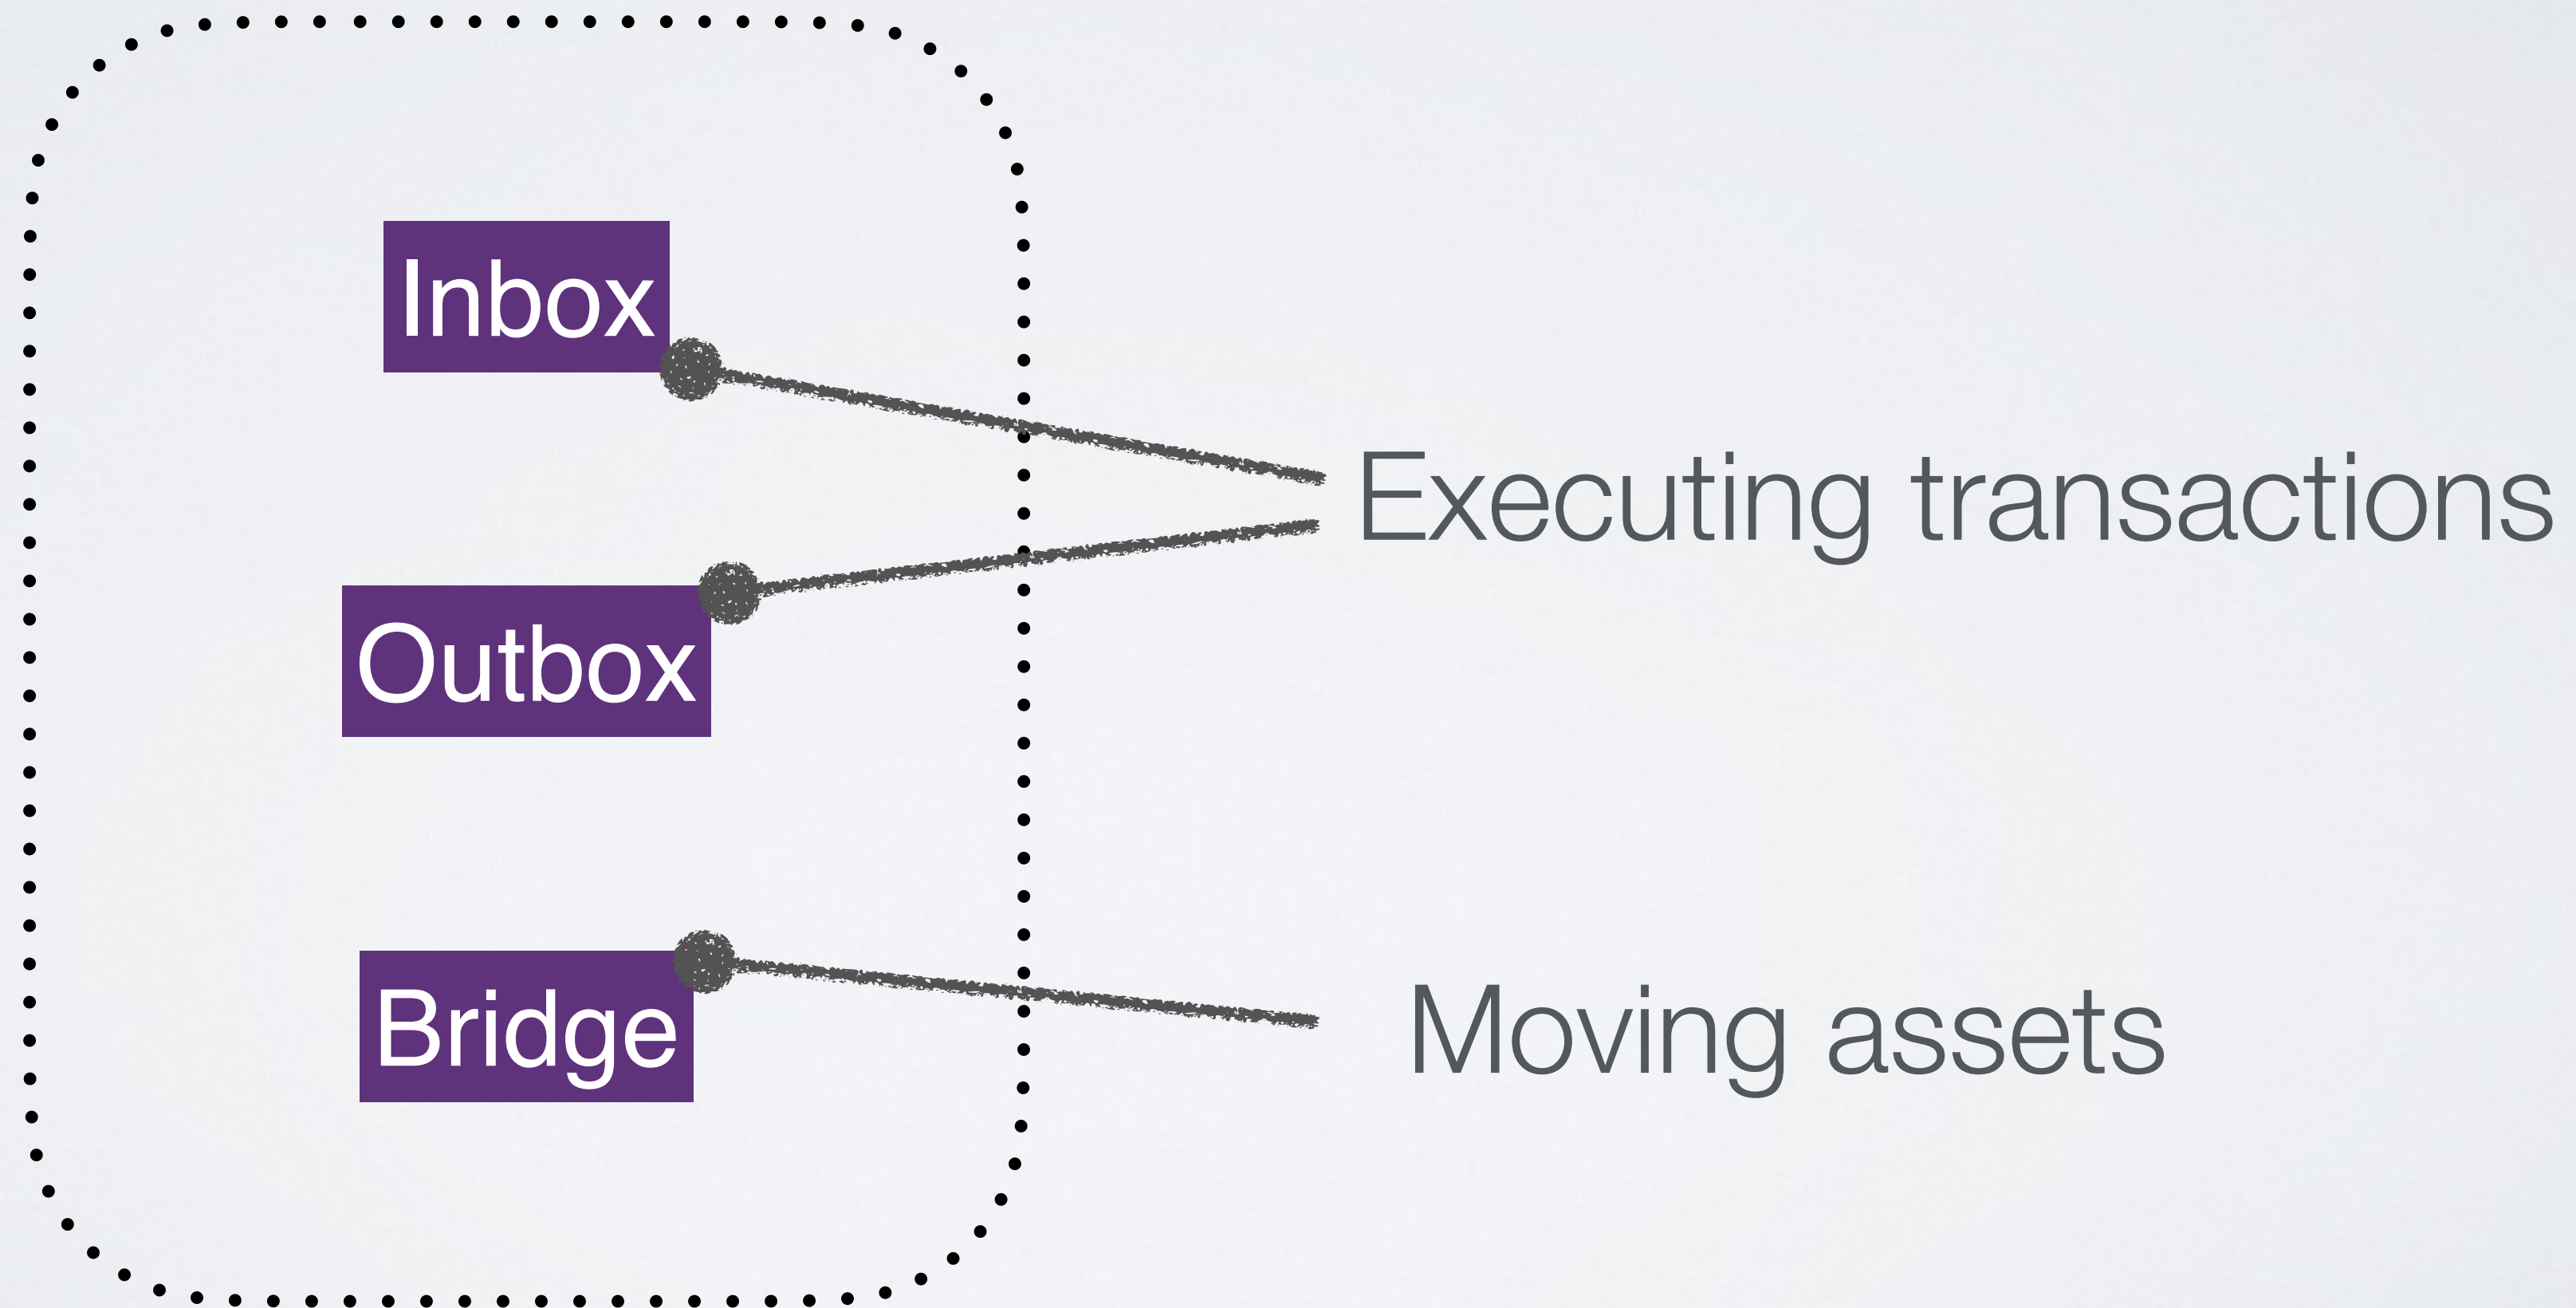 Inbox
Executing transactions
Outbox
Bridge
Moving assets